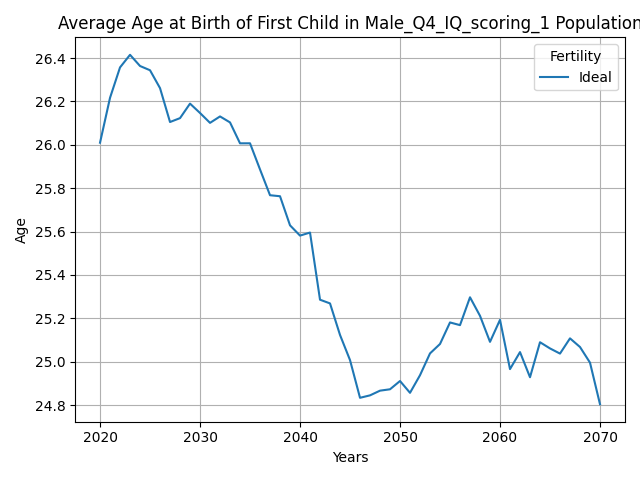 Average Age at Birth of First Child in Male_Q4_IQ_scoring_1 Population
Fertility
Ideal
26.4
26.2
26.0
25.8
25.6
25.4
25.2
25.0
24.8
Age
2020 2030 2040 2050 2060 2070
Years